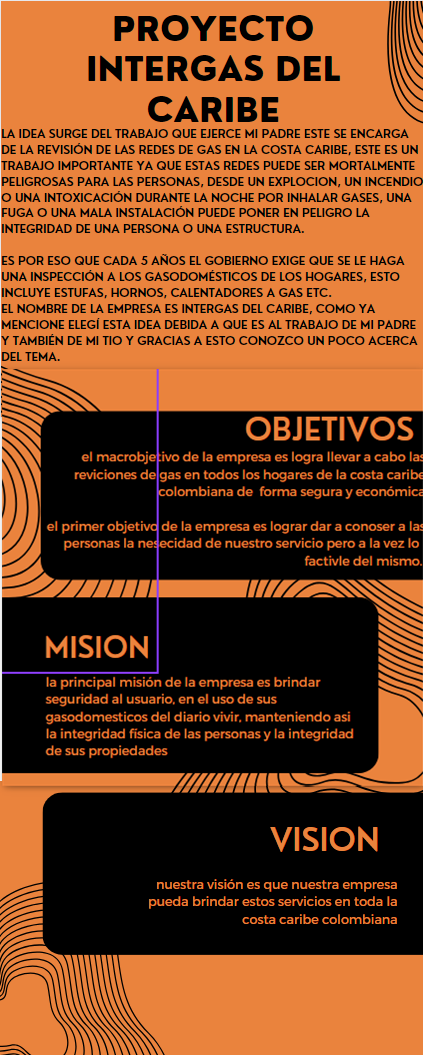 PROYECTO
INTERGAS DEL
CARIBE
LA IDEA SURGE DEL TRABAJO QUE EJERCE MI PADRE ESTE SE ENCARGA
DE LA REVISIÓN DE LAS REDES DE GAS EN LA COSTA CARIBE, ESTE ES UN
TRABAJO IMPORTANTE YA QUE ESTAS REDES PUEDE SER MORTALMENTE
PELIGROSAS PARA LAS PERSONAS, DESDE UN EXPLOCION, UN INCENDIO
O UNA INTOXICACIÓN DURANTE LA NOCHE POR INHALAR GASES, UNA
FUGA O UNA MALA INSTALACIÓN PUEDE PONER EN PELIGRO LA
INTEGRIDAD DE UNA PERSONA O UNA ESTRUCTURA.
ES POR ESO QUE CADA 5 AÑOS EL GOBIERNO EXIGE QUE SE LE HAGA
UNA INSPECCIÓN A LOS GASODOMÉSTICOS DE LOS HOGARES, ESTO
INCLUYE ESTUFAS, HORNOS, CALENTADORES A GAS ETC.
EL NOMBRE DE LA EMPRESA ES INTERGAS DEL CARIBE, COMO YA
MENCIONE ELEGÍ ESTA IDEA DEBIDA A QUE ES AL TRABAJO DE MI PADRE
Y TAMBIÉN DE MI TIO Y GRACIAS A ESTO CONOZCO UN POCO ACERCA
DEL TEMA.
OBJETIVOS
el macrobjetivo de la empresa es logra llevar a cabo las
reviciones de gas en todos los hogares de la costa caribe
colombiana de forma segura y económica
el primer objetivo de la empresa es lograr dar a conoser a las
personas la nesecidad de nuestro servicio pero a la vez lo
factivle del mismo.
MISION
la principal misión de la empresa es brindar
seguridad al usuario, en el uso de sus
gasodomesticos del diario vivir, manteniendo asi
la integridad física de las personas y la integridad
de sus propiedades
VISION
nuestra visión es que nuestra empresa
pueda brindar estos servicios en toda la
costa caribe colombiana